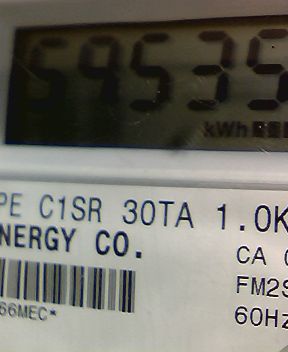 59535
kWh
PE C1SR 30TA 1.0K
NERGY CO.
CA
FM2S
60Hz
66MEC*